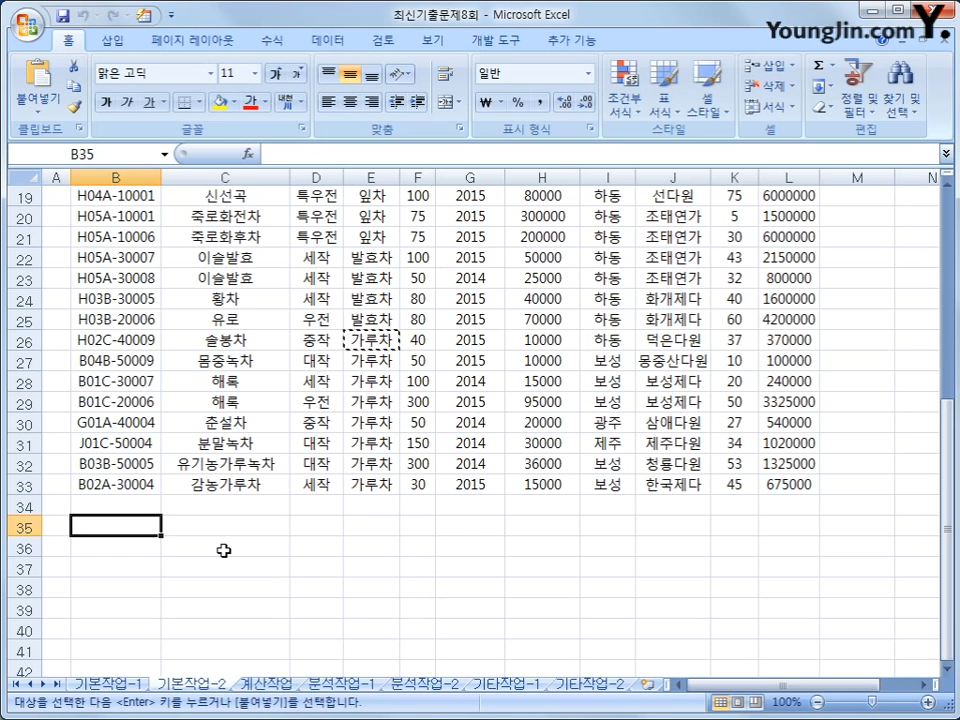 최신기출문제8회 - Microsoft Excel
YoungJin.com Y.
홈 삽입 페이지 레이아웃 수식 데이터 검토 보기 개발 도구 추가 기능
맑은 고딕 11 일반 삽입 Σ
붙여넣기 가 가 가 % , 조건부 서식 표 서식 셀 스타일 삭제 서식 정렬 및 필터 찾기 및 선택
클립보드 글꼴 맞춤 표시 형식 스타일 셀 편집
B35 fx
A B C D E F G H I J K L M N
19 H04A-10001 신선곡 특우전 잎차 100 2015 80000 하동 선다원 75 6000000
20 H05A-10001 죽로화전차 특우전 잎차 75 2015 300000 하동 조태연가 5 1500000
21 H05A-10006 죽로화후차 특우전 잎차 75 2015 200000 하동 조태연가 30 6000000
22 H05A-30007 이슬발효 세작 발효차 100 2015 50000 하동 조태연가 43 2150000
23 H05A-30008 이슬발효 세작 발효차 50 2014 25000 하동 조태연가 32 800000
24 H03B-30005 황차 세작 발효차 80 2015 40000 하동 화개제다 40 1600000
25 H03B-20006 유로 우전 발효차 80 2015 70000 하동 화개제다 60 4200000
26 H02C-40009 솔봉차 중작 가루차 40 2015 10000 하동 덕은다원 37 370000
27 B04B-50009 몸중녹차 대작 가루차 50 2015 10000 보성 몽중산다원 10 100000
28 B01C-30007 해록 세작 가루차 100 2014 15000 보성 보성제다 20 240000
29 B01C-20006 해록 우전 가루차 300 2015 95000 보성 보성제다 50 3325000
30 G01A-40004 춘설차 중작 가루차 50 2014 20000 광주 삼애다원 27 540000
31 J01C-50004 분말녹차 대작 가루차 150 2014 30000 제주 제주다원 34 1020000
32 B03B-50005 유기농가루녹차 대작 가루차 300 2014 36000 보성 청룡다원 53 1325000
33 B02A-30004 감농가루차 세작 가루차 30 2015 15000 보성 한국제다 45 675000
34
35
36
37
38
39
40
41
42
기본작업-1 기본작업-2 계산작업 분석작업-1 분석작업-2 기타작업-1 기타작업-2
대상을 선택한 다음 <Enter> 키를 누르거나 [붙여넣기]를 선택합니다. 100%